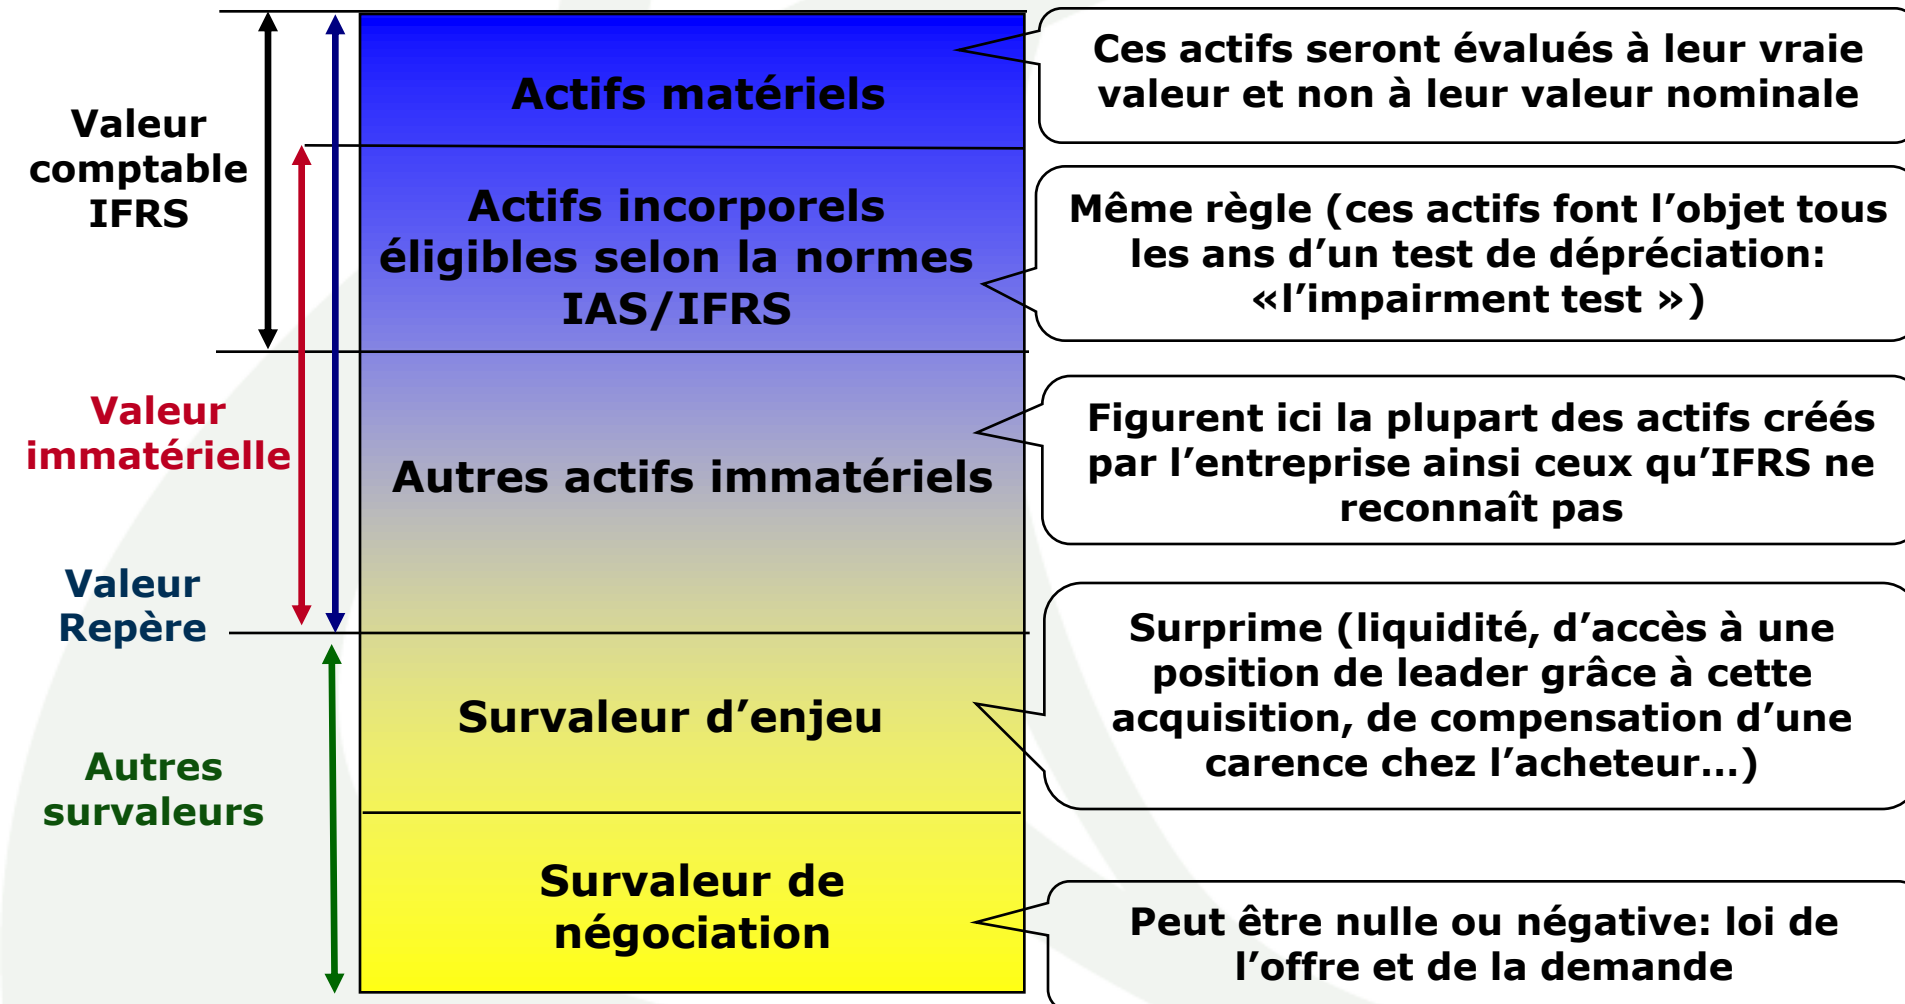 Valeur
comptable
IFRS
Valeur
immatérielle
Valeur
Repère
Autres
survaleurs
Actifs matériels
Actifs incorporels
éligibles selon la normes
IAS/IFRS
Autres actifs immatériels
Survaleur d’enjeu
Survaleur de
négociation
Ces actifs seront évalués à leur vraie
valeur et non à leur valeur nominale
Même règle (ces actifs font l’objet tous
les ans d’un test de dépréciation:
«l’impairment test »)
Figurent ici la plupart des actifs créés
par l’entreprise ainsi ceux qu’IFRS ne
reconnaît pas
Surprime (liquidité, d’accès à une
position de leader grâce à cette
acquisition, de compensation d’une
carence chez l’acheteur…)
Peut être nulle ou négative: loi de
l’offre et de la demande